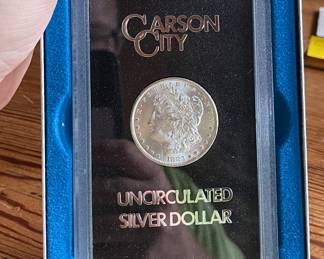 CARSON
CITY
UNCIRCULATED
SILVER DOLLAR